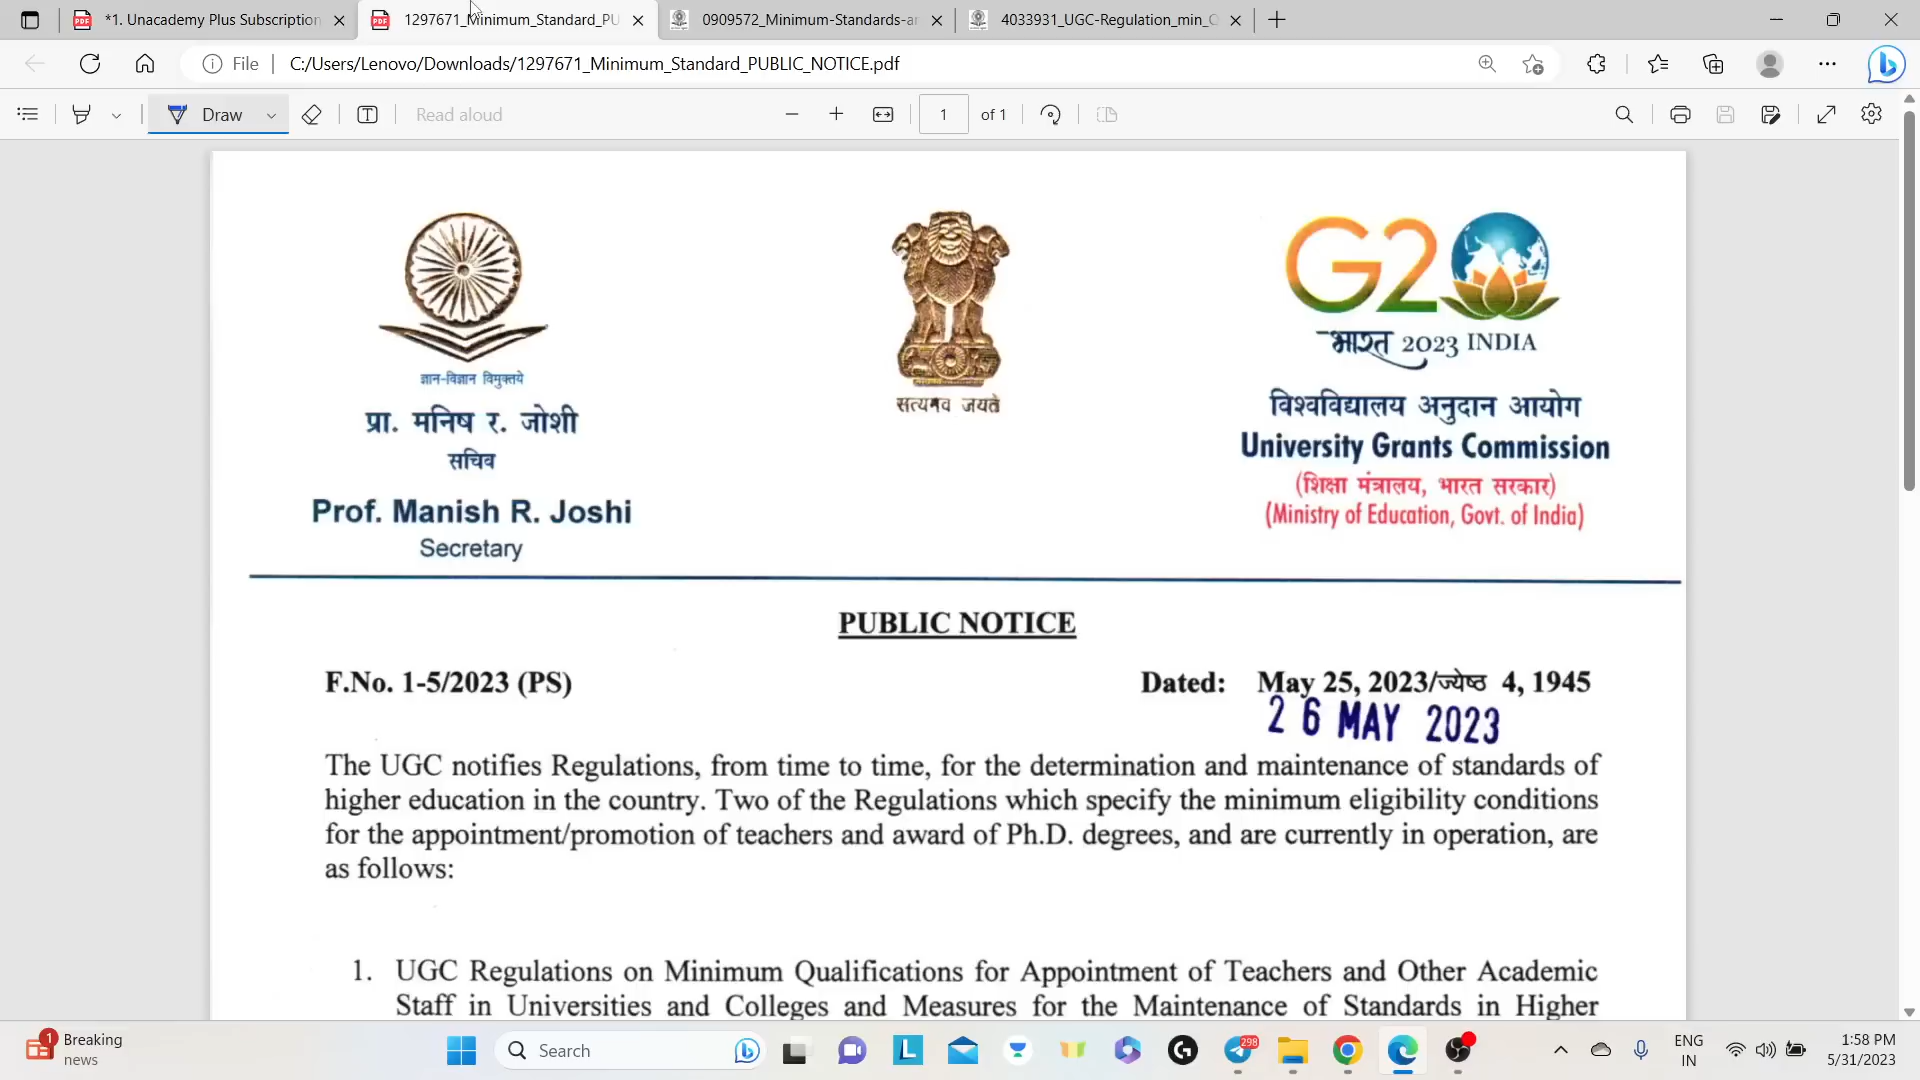 *1. Unacademy Plus Subscription
1297671_Minimum_Standard_PU
0909572_Minimum-Standards-a
4033931_UGC-Regulation_min_
File
C:/Users/Lenovo/Downloads/1297671_Minimum_Standard_PUBLIC_NOTICE.pdf
Draw
Read aloud
1
of 1
G20
भारत 2023 INDIA
ज्ञान-विज्ञान विमुक्तये
सत्यमेव जयते
प्रा. मनिष र. जोशी
सचिव
Prof. Manish R. Joshi
Secretary
विश्वविद्यालय अनुदान आयोग
University Grants Commission
(शिक्षा मंत्रालय, भारत सरकार)
(Ministry of Education, Govt. of India)
PUBLIC NOTICE
F.No. 1-5/2023 (PS)
Dated: May 25, 2023/ज्येष्ठ 4, 1945
26 MAY 2023
The UGC notifies Regulations, from time to time, for the determination and maintenance of standards of
higher education in the country. Two of the Regulations which specify the minimum eligibility conditions
for the appointment/promotion of teachers and award of Ph.D. degrees, and are currently in operation, are
as follows:
1. UGC Regulations on Minimum Qualifications for Appointment of Teachers and Other Academic
Staff in Universities and Colleges and Measures for the Maintenance of Standards in Higher
1
Breaking
news
Search
298
ENG
IN
1:58 PM
5/31/2023